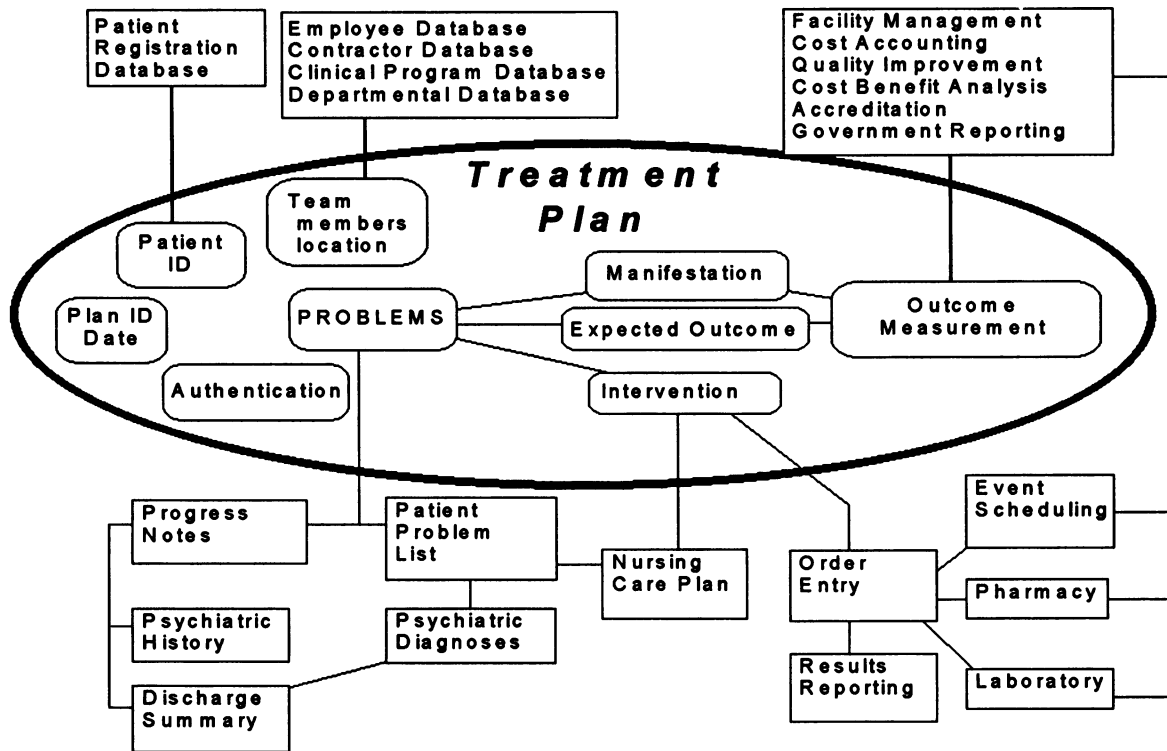 Patient
Registration
Database
Employee Database
Contractor Database
Clinical Program Database
Departmental Database
Facility Management
Cost Accounting
Quality Improvement
Cost Benefit Analysis
Accreditation
Government Reporting
Treatment
Plan
Team
members
location
Patient
ID
Plan ID
Date
PROBLEMS
Authentication
Manifestation
Expected Outcome
Intervention
Outcome
Measurement
Progress
Notes
Patient
Problem
List
Nursing
Care Plan
Order
Entry
Event
Scheduling
Pharmacy
Laboratory
Results
Reporting
Psychiatric
History
Psychiatric
Diagnoses
Discharge
Summary